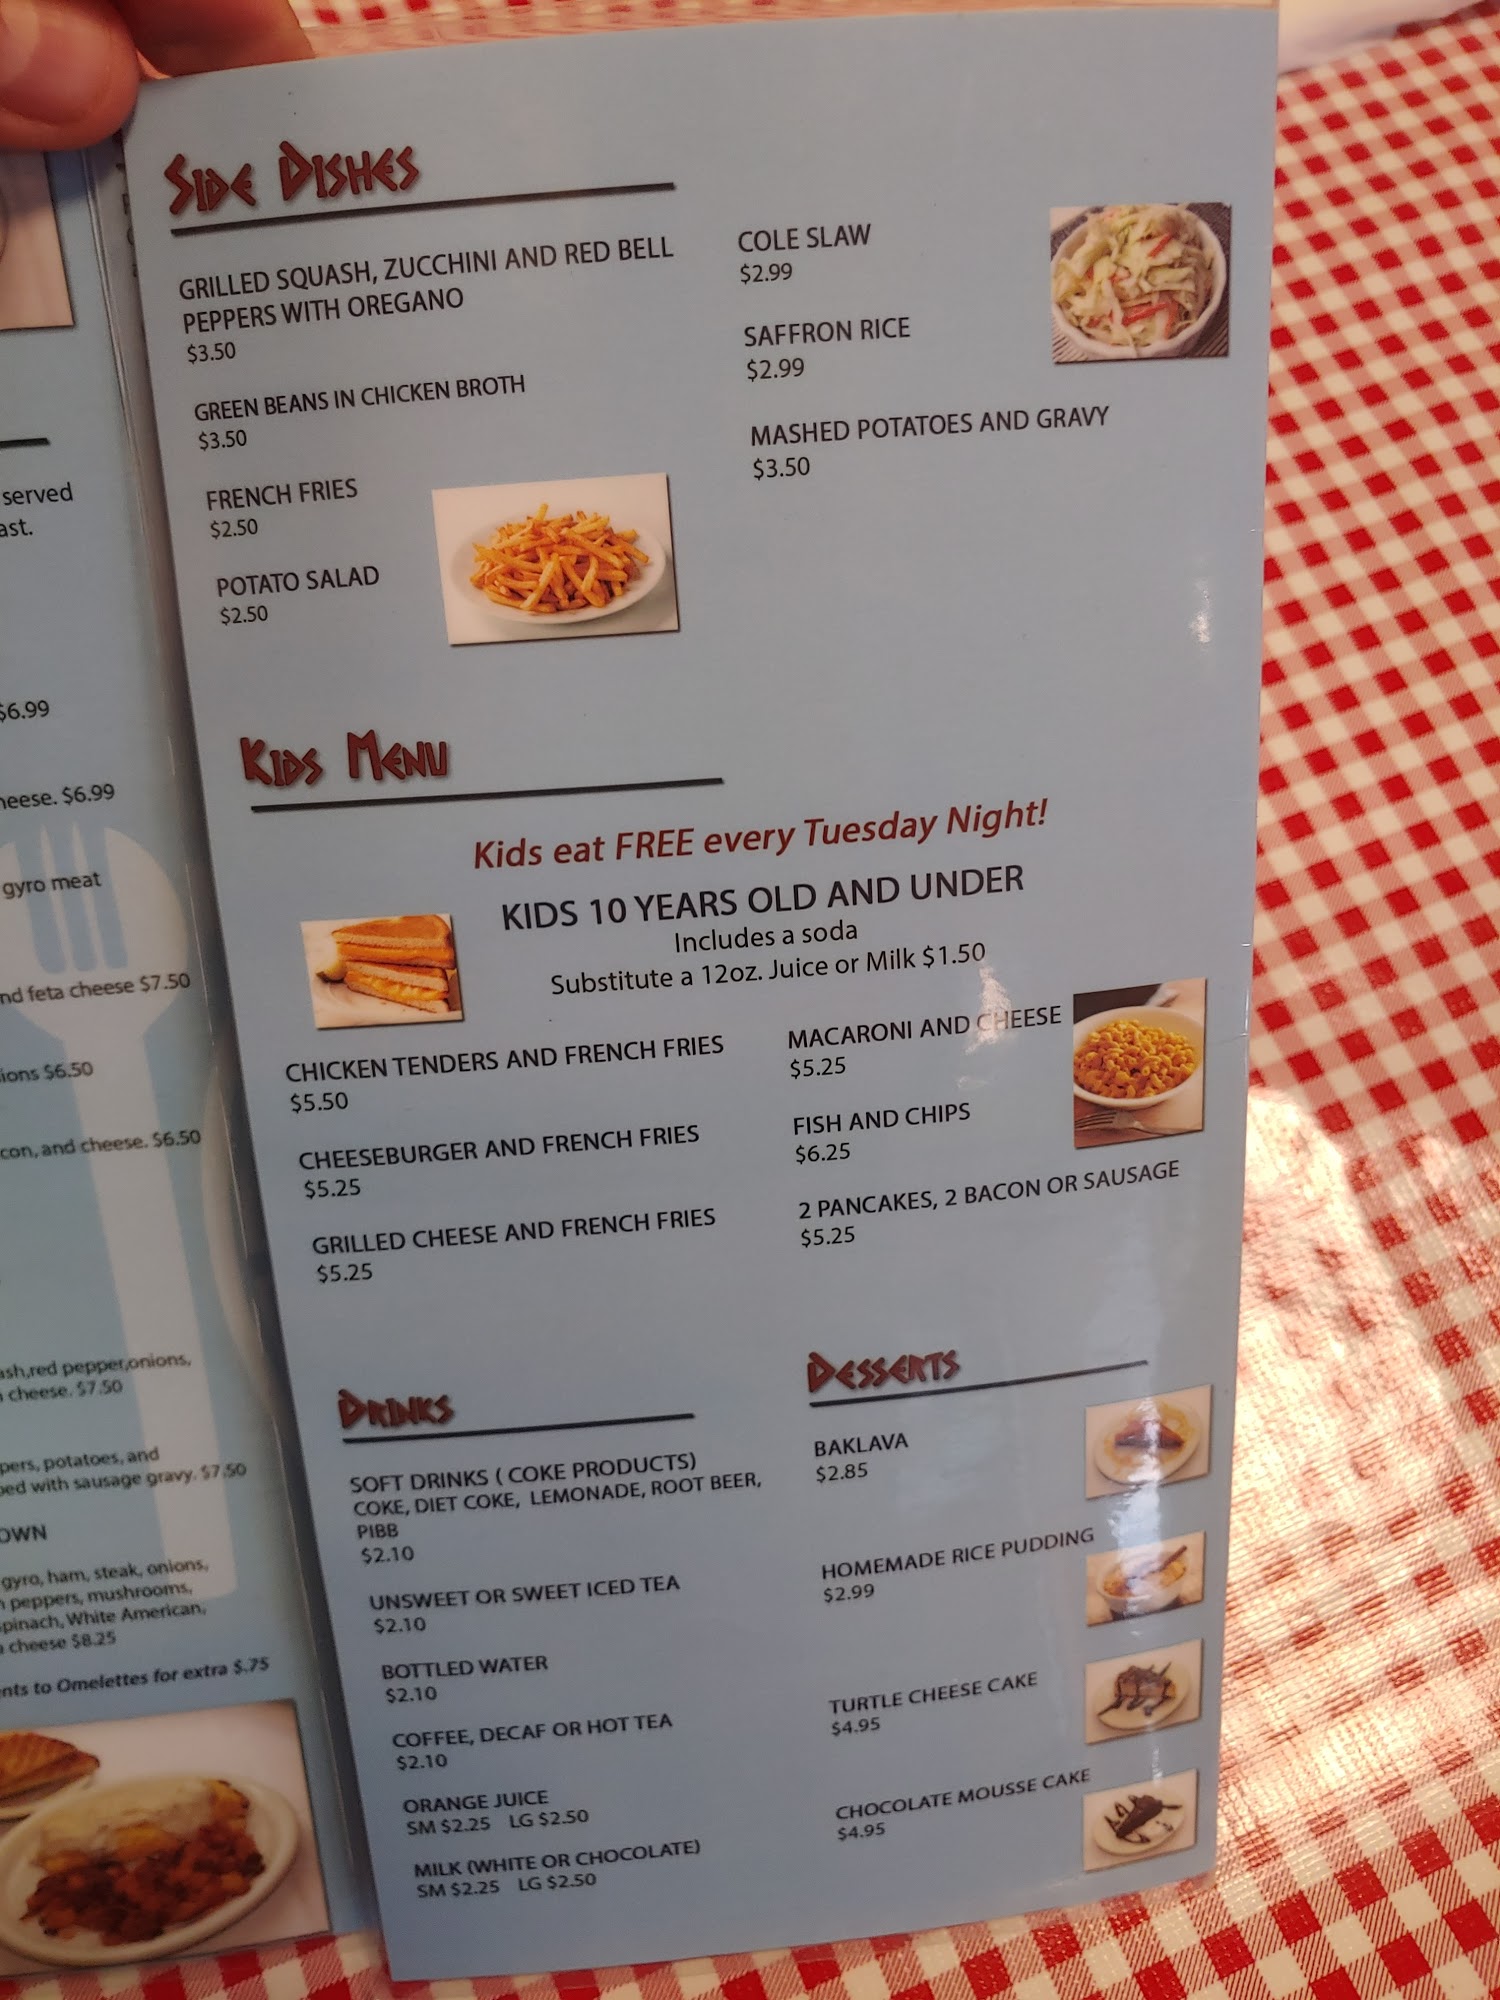 served
ast.
$6.99
heese. $6.99
gyro meat
nd feta cheese $7.50
ions $6.50
con, and cheese. $6.50
ash,red pepper,onions,
cheese. $7.50
pers, potatoes, and
ped with sausage gravy. $7.50
OWN
gyro, ham, steak, onions,
n peppers, mushrooms,
spinach, White American,
a cheese $8.25
nts to Omelettes for extra $.75
SIDE DISHES
GRILLED SQUASH, ZUCCHINI AND RED BELL
PEPPERS WITH OREGANO
$3.50
GREEN BEANS IN CHICKEN BROTH
$3.50
FRENCH FRIES
$2.50
POTATO SALAD
$2.50
COLE SLAW
$2.99
SAFFRON RICE
$2.99
MASHED POTATOES AND GRAVY
$3.50
KIDS MENU
Kids eat FREE every Tuesday Night!
KIDS 10 YEARS OLD AND UNDER
Includes a soda
Substitute a 12oz. Juice or Milk $1.50
CHICKEN TENDERS AND FRENCH FRIES
$5.50
CHEESEBURGER AND FRENCH FRIES
$5.25
GRILLED CHEESE AND FRENCH FRIES
$5.25
MACARONI AND CHEESE
$5.25
FISH AND CHIPS
$6.25
2 PANCAKES, 2 BACON OR SAUSAGE
$5.25
DRINKS
SOFT DRINKS ( COKE PRODUCTS)
COKE, DIET COKE, LEMONADE, ROOT BEER,
PIBB
$2.10
UNSWEET OR SWEET ICED TEA
$2.10
BOTTLED WATER
$2.10
COFFEE, DECAF OR HOT TEA
$2.10
ORANGE JUICE
SM $2.25 LG $2.50
MILK (WHITE OR CHOCOLATE)
SM $2.25 LG $2.50
DESSERTS
BAKLAVA
$2.85
HOMEMADE RICE PUDDING
$2.99
TURTLE CHEESE CAKE
$4.95
CHOCOLATE MOUSSE CAKE
$4.95